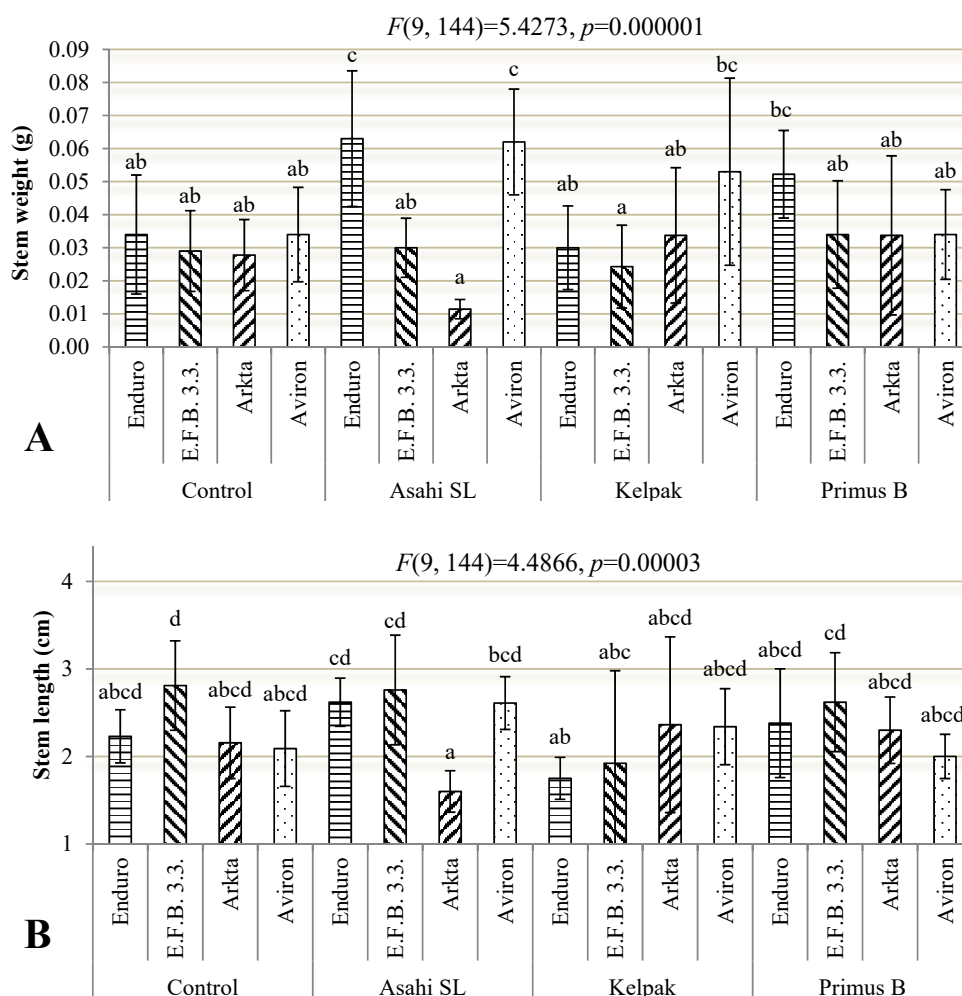 F(9, 144)=5.4273, p=0.000001
Stem weight (g)
0.09
0.08
0.07
0.06
0.05
0.04
0.03
0.02
0.01
0.00
ab ab ab ab c ab a c ab a ab bc bc ab ab ab
Enduro E.F.B. 3.3. Arkta Aviron Enduro E.F.B. 3.3. Arkta Aviron Enduro E.F.B. 3.3. Arkta Aviron Enduro E.F.B. 3.3. Arkta Aviron
Control Asahi SL Kelpak Primus B
A
F(9, 144)=4.4866, p=0.00003
Stem length (cm)
4
3
2
1
abcd d abcd abcd cd cd a bcd ab abc abcd abcd abcd cd abcd abcd
Enduro E.F.B. 3.3. Arkta Aviron Enduro E.F.B. 3.3. Arkta Aviron Enduro E.F.B. 3.3. Arkta Aviron Enduro E.F.B. 3.3. Arkta Aviron
Control Asahi SL Kelpak Primus B
B